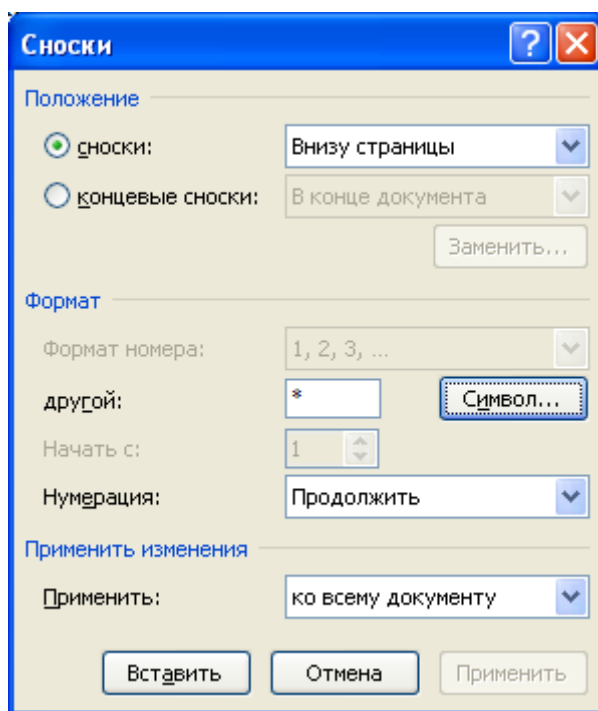 Сноски
Положение
сноски: Внизу страницы
концевые сноски: В конце документа
Заменить...
Формат
Формат номера: 1, 2, 3, ...
другой: * Символ...
Начать с: 1
Нумерация: Продолжить
Применить изменения
Применить: ко всему документу
Вставить Отмена Применить